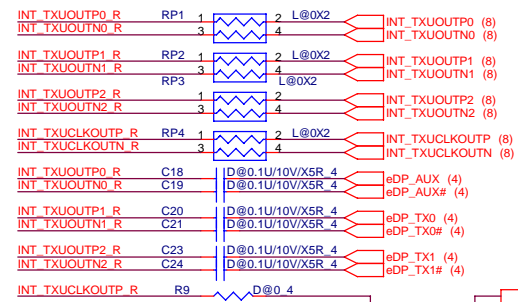 INT_TXUOUTP0_R RP1 1 2 L@0X2 INT_TXUOUTP0 (8)
INT_TXUOUTN0_R 3 4 INT_TXUOUTN0 (8)
INT_TXUOUTP1_R RP2 1 2 L@0X2 INT_TXUOUTP1 (8)
INT_TXUOUTN1_R 3 4 INT_TXUOUTN1 (8)
RP3 L@0X2
INT_TXUOUTP2_R 1 2 INT_TXUOUTP2 (8)
INT_TXUOUTN2_R 3 4 INT_TXUOUTN2 (8)
INT_TXUCLKOUTP_R RP4 1 2 L@0X2 INT_TXUCLKOUTP (8)
INT_TXUCLKOUTN_R 3 4 INT_TXUCLKOUTN (8)
INT_TXUOUTP0_R C18 D@0.1U/10V/X5R_4 eDP_AUX (4)
INT_TXUOUTN0_R C19 D@0.1U/10V/X5R_4 eDP_AUX# (4)
INT_TXUOUTP1_R C20 D@0.1U/10V/X5R_4 eDP_TX0 (4)
INT_TXUOUTN1_R C21 D@0.1U/10V/X5R_4 eDP_TX0# (4)
INT_TXUOUTP2_R C23 D@0.1U/10V/X5R_4 eDP_TX1 (4)
INT_TXUOUTN2_R C24 D@0.1U/10V/X5R_4 eDP_TX1# (4)
INT_TXUCLKOUTP_R R9 D@0_4